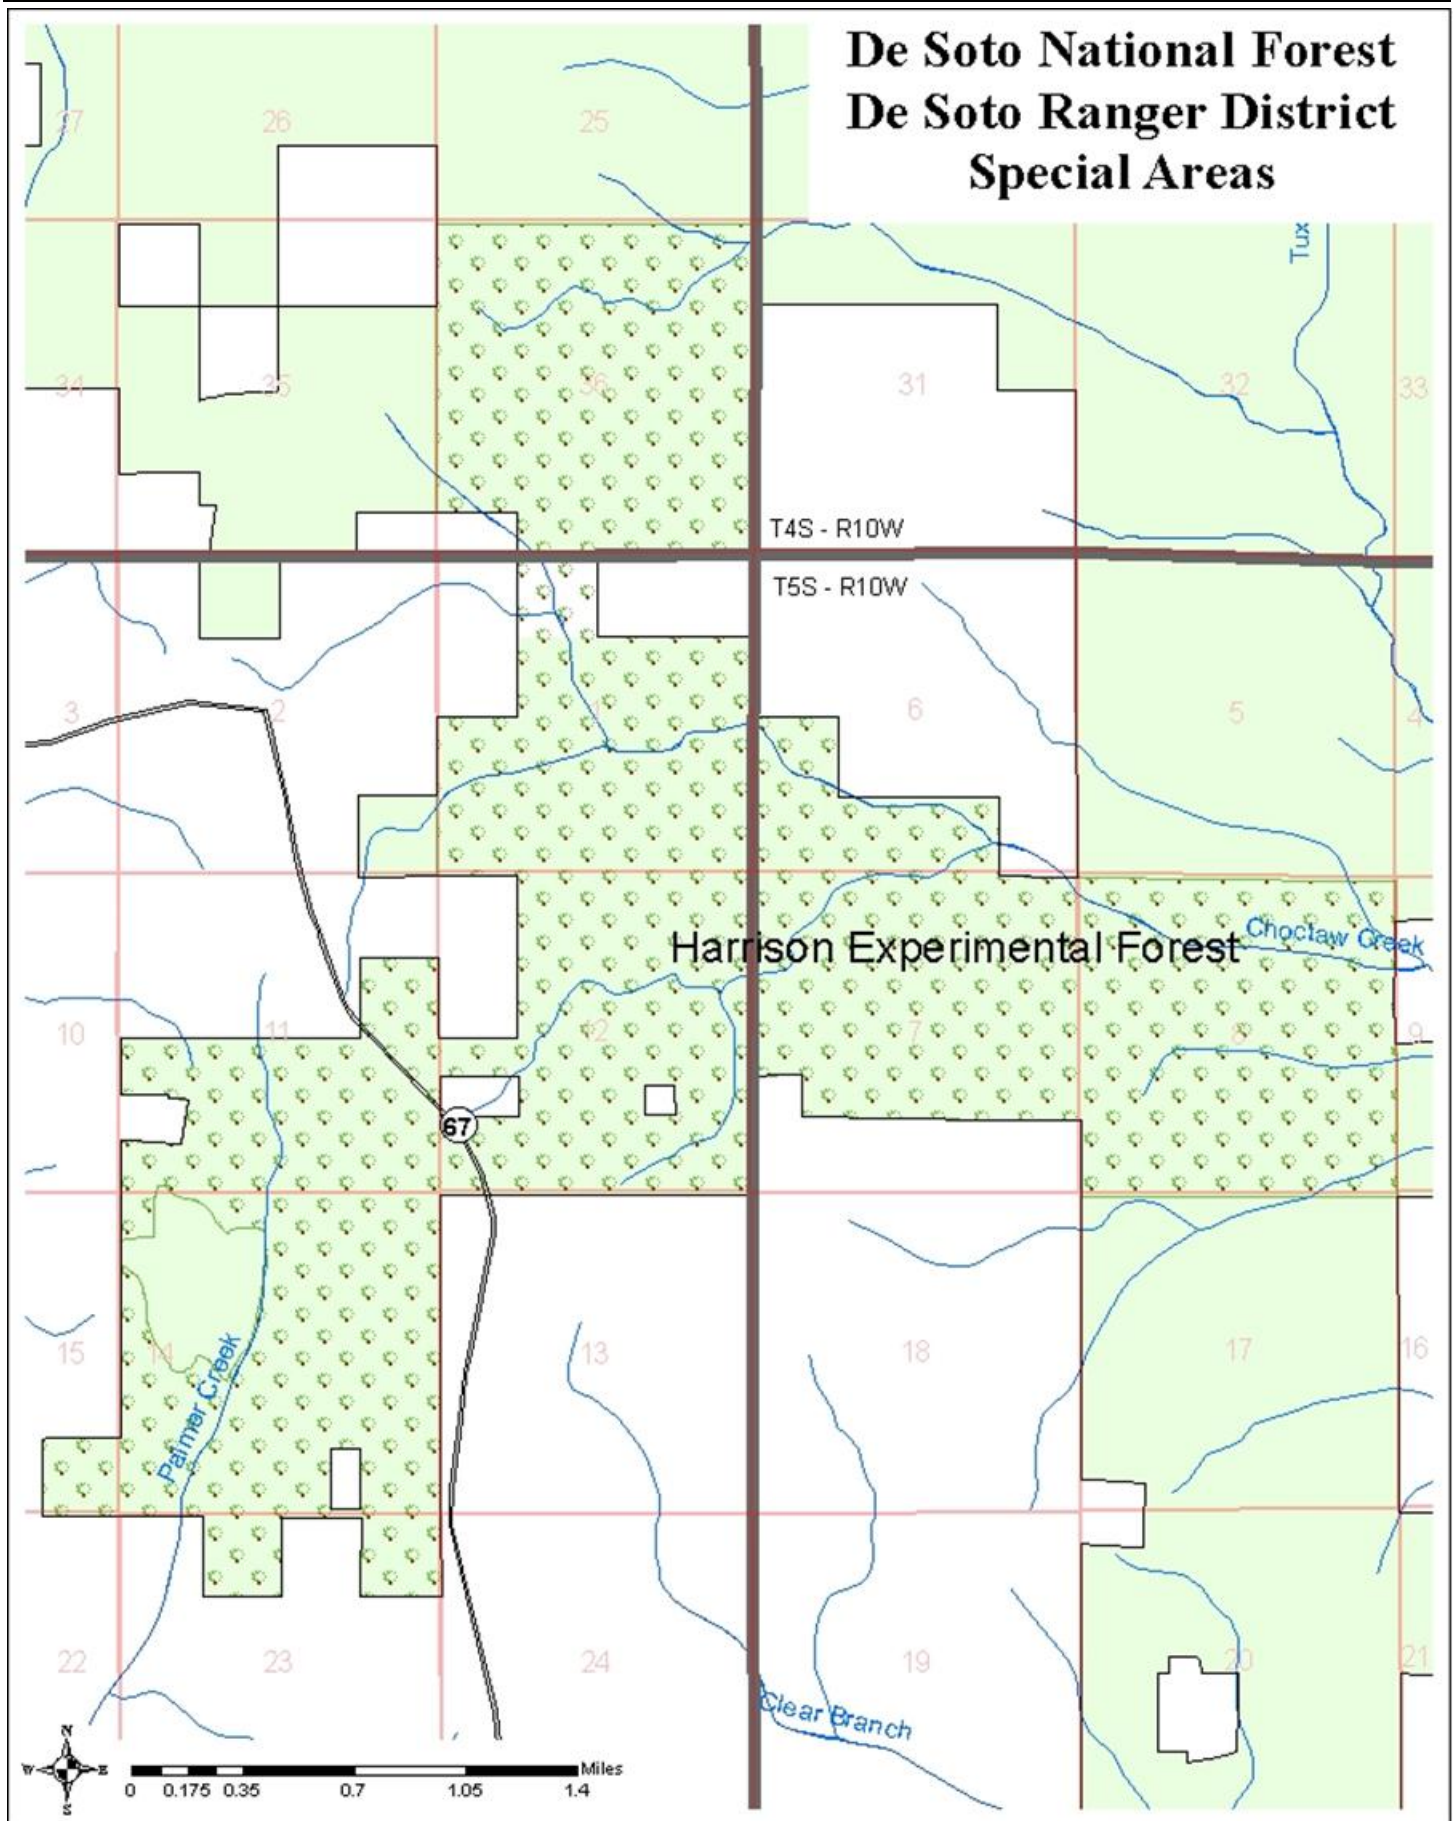 De Soto National Forest
De Soto Ranger District
Special Areas
27
26
25
Tux
34
35
36
31
32
33
T4S - R10W
T5S - R10W
3
2
1
6
5
4
Harrison Experimental Forest
Choctaw Creek
10
11
12
7
8
9
67
15
14
13
18
17
16
Palmer Creek
22
23
24
19
20
21
Clear Branch
N
W
E
S
Miles
0 0.175 0.35 0.7 1.05 1.4